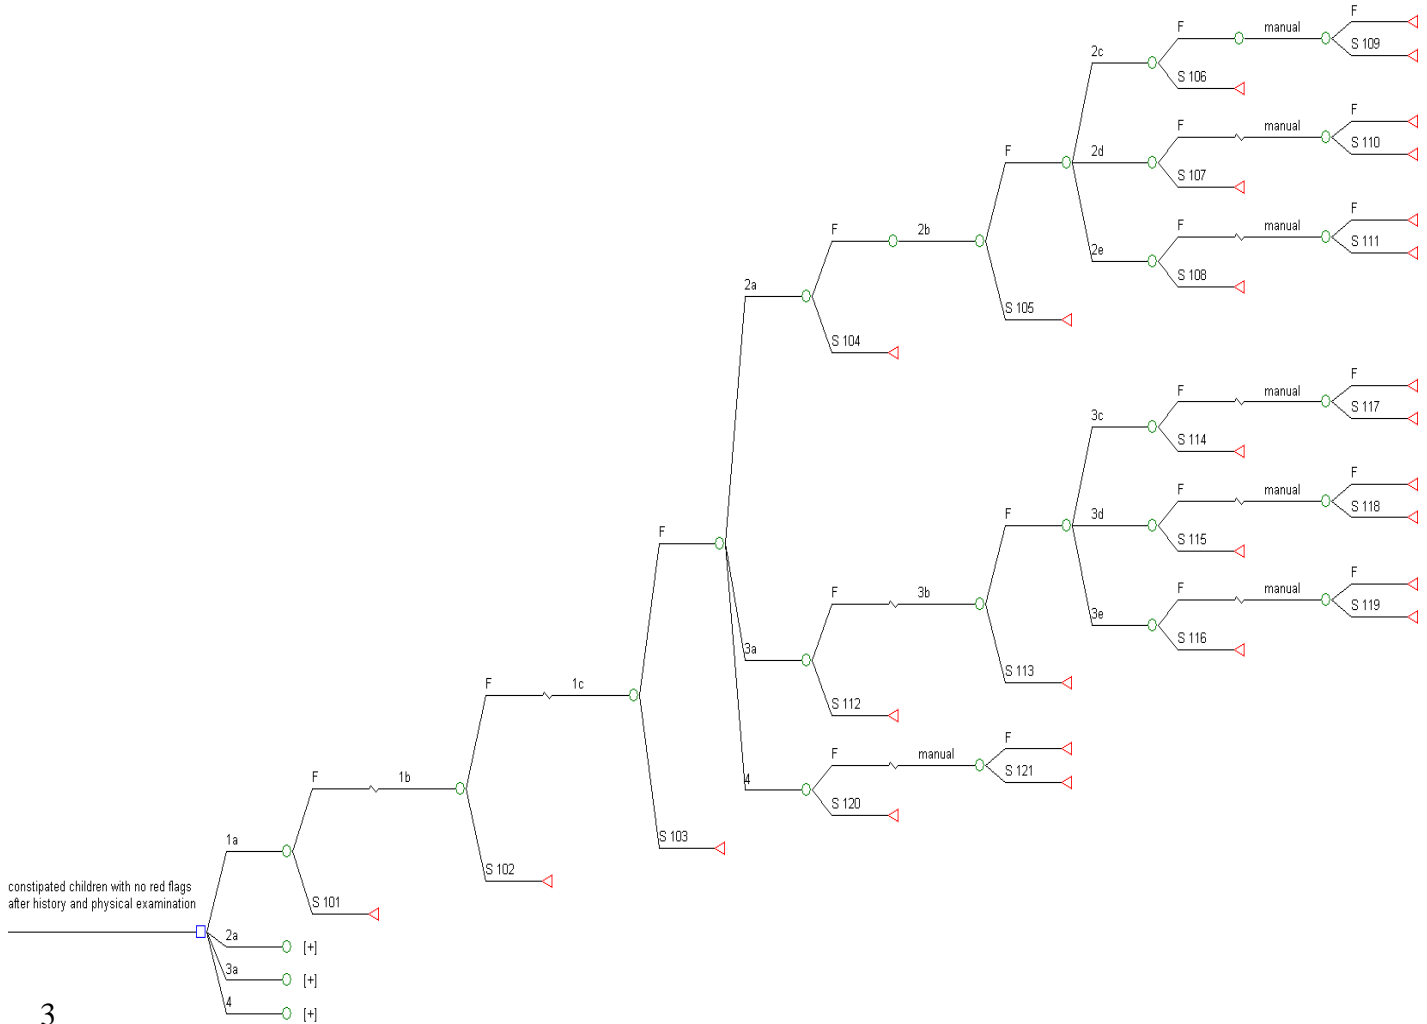 F
F
2c
manual
S 109
S 106
F
F
manual
2d
S 110
F
S 107
F
F
manual
F
2b
S 111
2e
S 108
2a
S 105
S 104
F
F
manual
3c
S 117
S 114
F
F
manual
F
3d
S 118
F
S 115
F
F
manual
F
3b
S 119
3e
S 116
3a
S 113
F
1c
S 112
F
F
manual
F
1b
4
S 121
S 120
1a
S 103
S 102
constipated children with no red flags
after history and physical examination
S 101
2a
[+]
3a
[+]
4
[+]
3